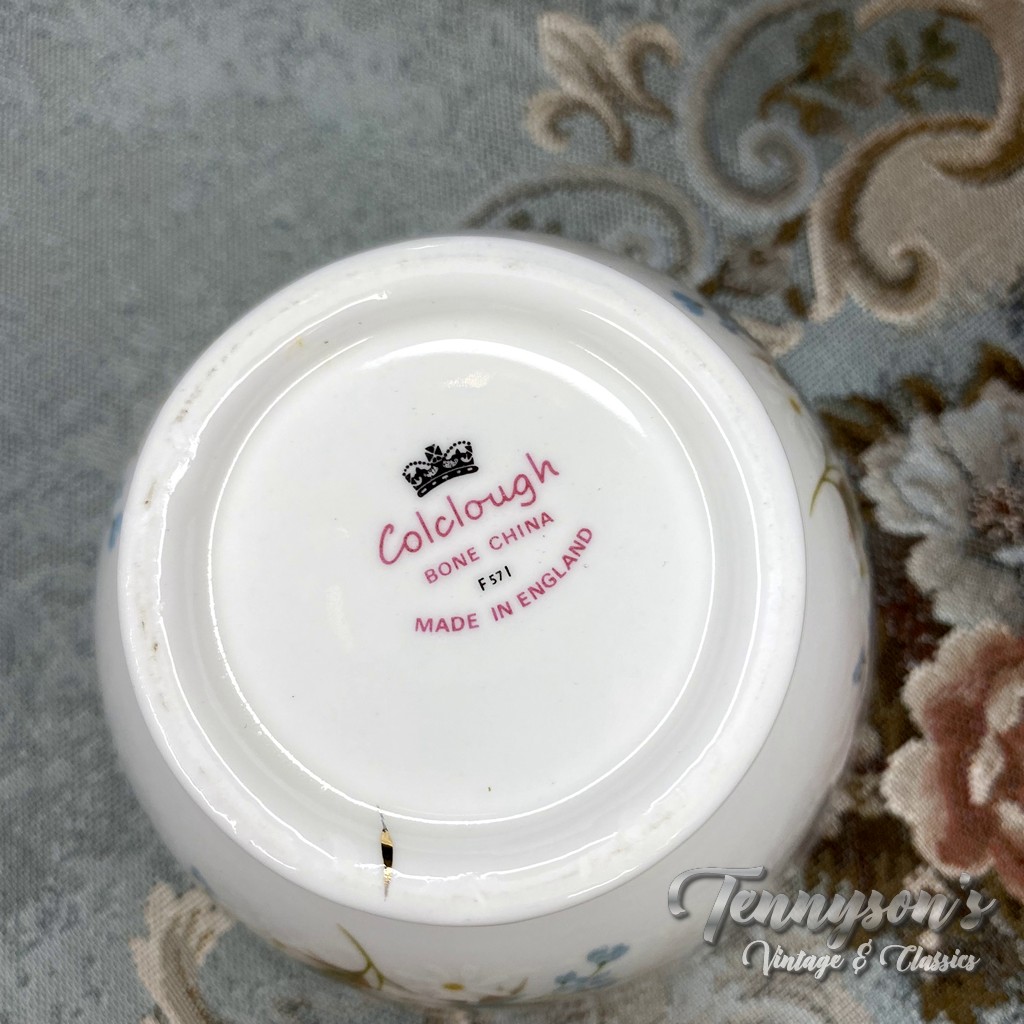 Colclough
BONE CHINA
F571
MADE IN ENGLAND
Tennyson's
Vintage & Classics